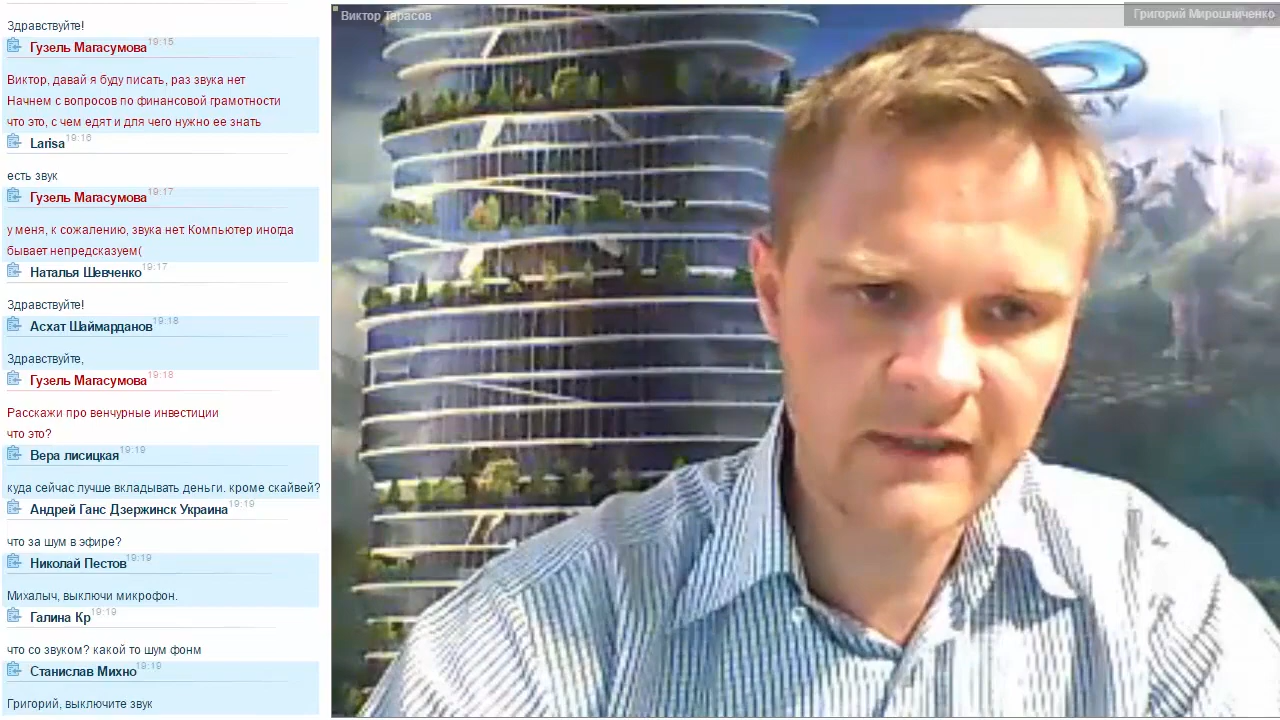 Здравствуйте!
Гузель Магасумова 19:15
Виктор, давай я буду писать, раз звука нет
Начнем с вопросов по финансовой грамотности
что это, с чем едят и для чего нужно ее знать
Larisa 19:16
есть звук
Гузель Магасумова 19:17
у меня, к сожалению, звука нет. Компьютер иногда
бывает непредсказуем(
Наталья Шевченко 19:17
Здравствуйте!
Асхат Шаймарданов 19:18
Здравствуйте,
Гузель Магасумова 19:18
Расскажи про венчурные инвестиции
что это?
Вера лисицкая 19:19
куда сейчас лучше вкладывать деньги. кроме скайвей?
Андрей Ганс Дзержинск Украина 19:19
что за шум в эфире?
Николай Пестов 19:19
Михалыч, выключи микрофон.
Галина Кр 19:19
что со звуком? какой то шум фонм
Станислав Михно 19:19
Григорий, выключите звук
Виктор Тарасов
Григорий Мирошниченко
AY